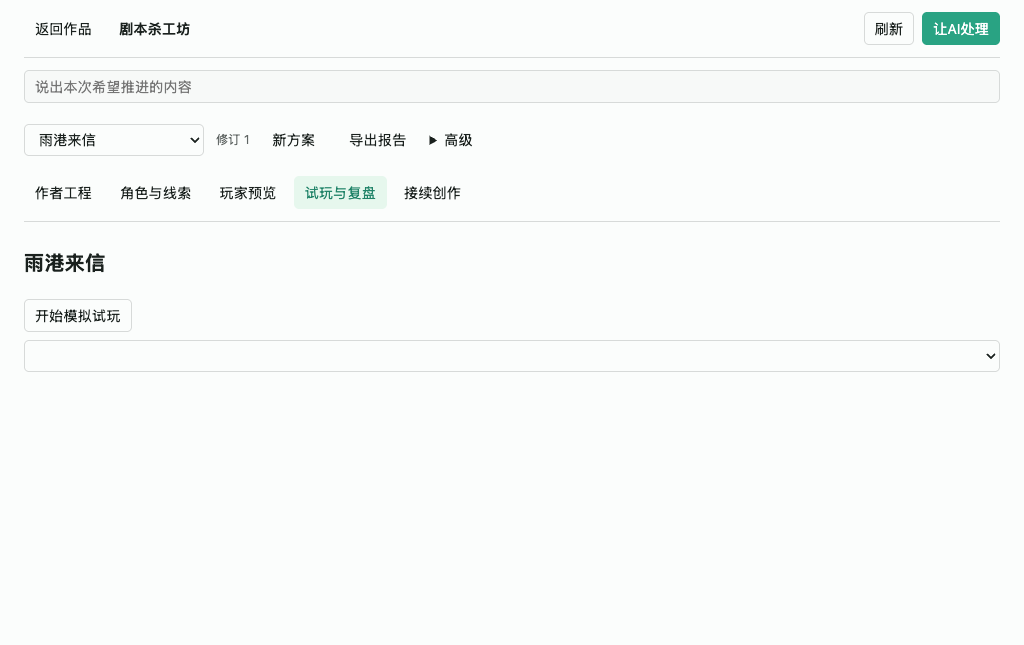 返回作品 剧本杀工坊 刷新 让AI处理
说出本次希望推进的内容
雨港来信 修订 1 新方案 导出报告 ▶ 高级
作者工程 角色与线索 玩家预览 试玩与复盘 接续创作
雨港来信
开始模拟试玩